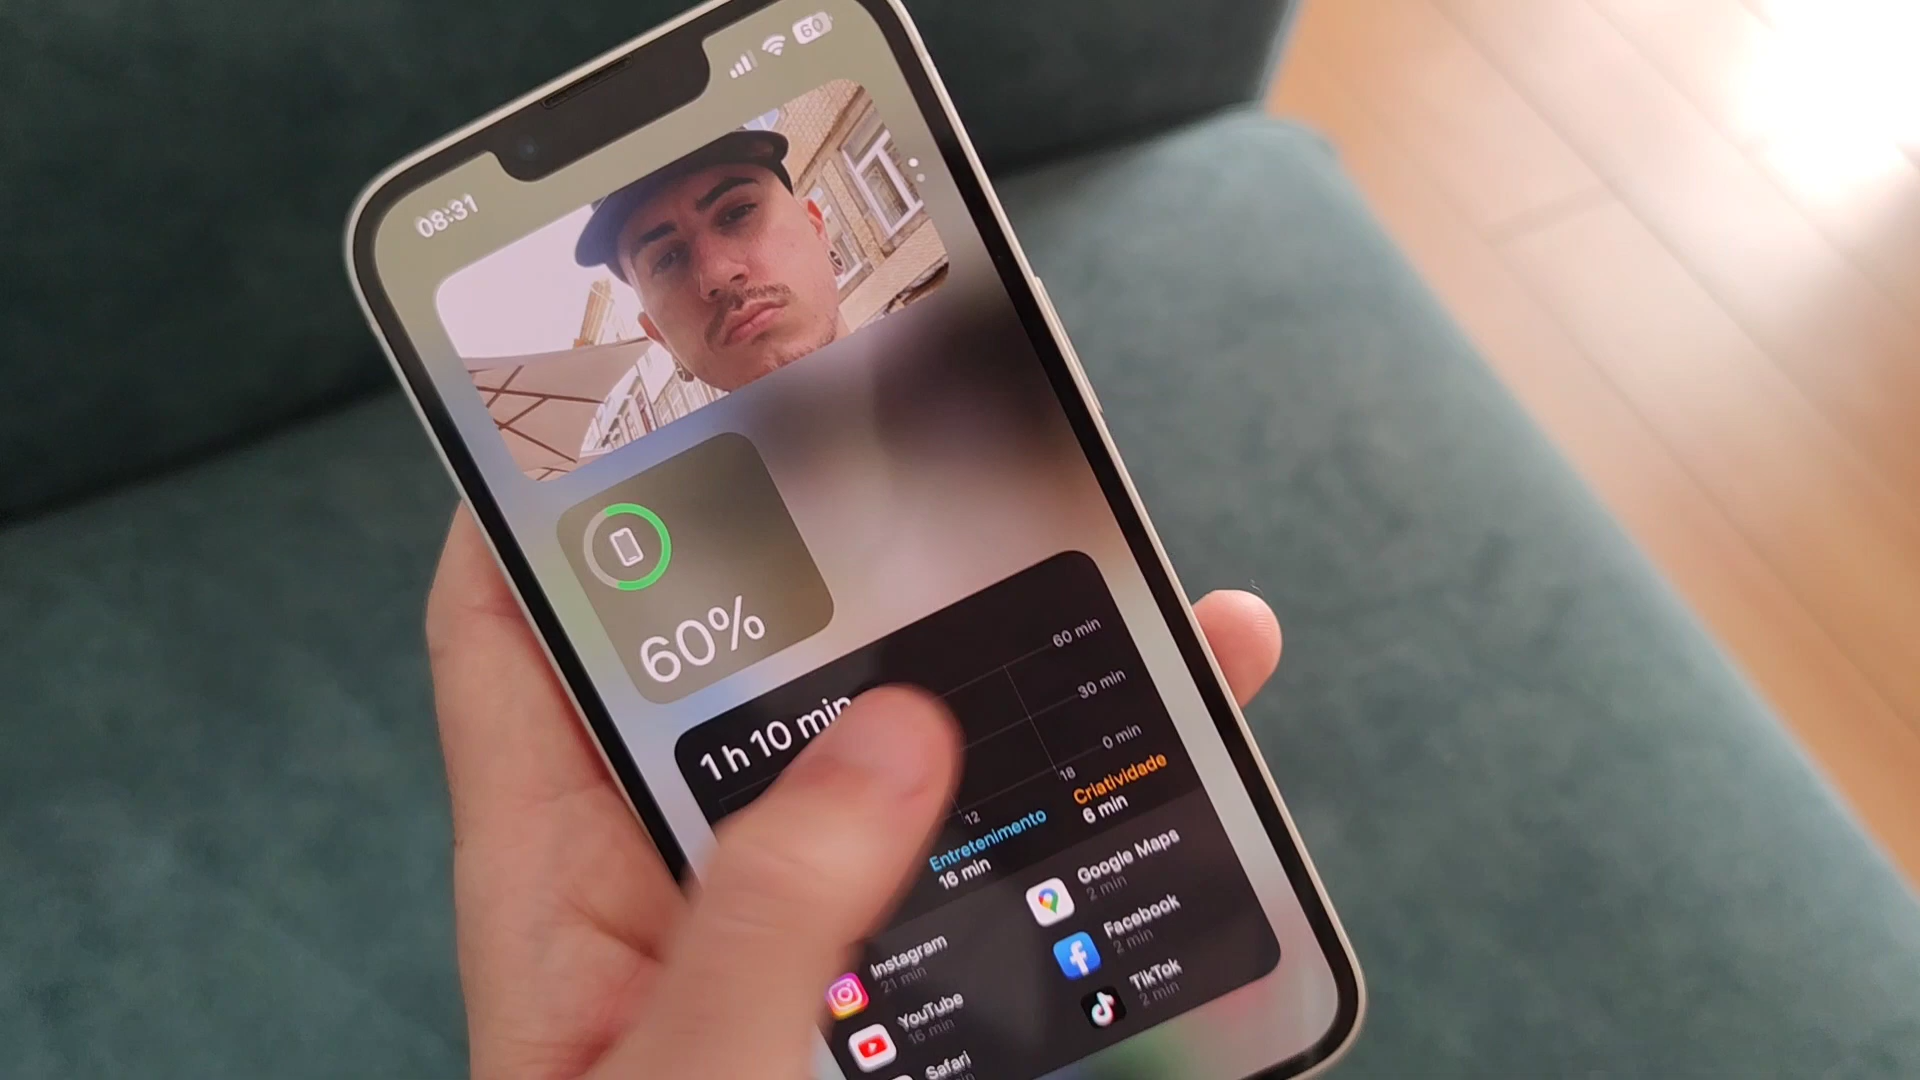 08:31
60
60%
1 h 10 min
60 min
30 min
0 min
12
18
Entretenimento
16 min
Criatividade
6 min
Instagram
21 min
YouTube
16 min
Safari
Google Maps
2 min
Facebook
2 min
TikTok
2 min